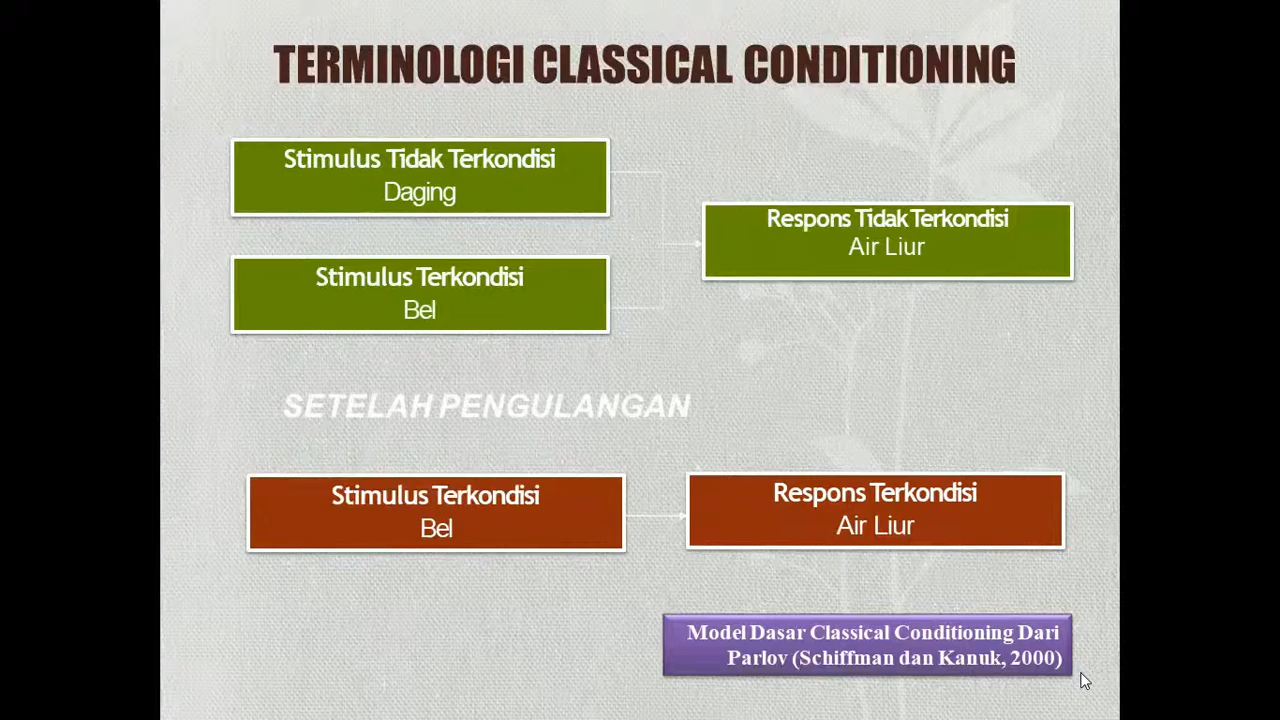 TERMINOLOGI CLASSICAL CONDITIONING
Stimulus Tidak Terkondisi
Daging
Respons Tidak Terkondisi
Air Liur
Stimulus Terkondisi
Bel
SETELAH PENGULANGAN
Stimulus Terkondisi
Bel
Respons Terkondisi
Air Liur
Model Dasar Classical Conditioning Dari
Parlov (Schiffman dan Kanuk, 2000)